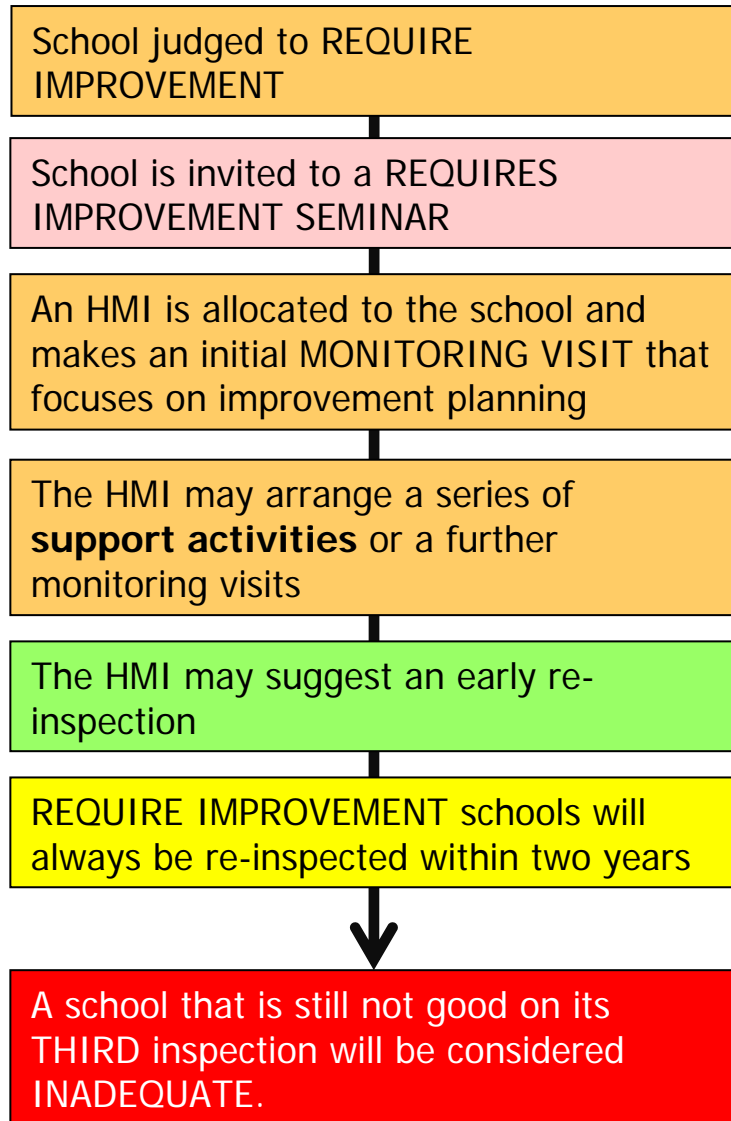 School judged to REQUIRE
IMPROVEMENT
School is invited to a REQUIRES
IMPROVEMENT SEMINAR
An HMI is allocated to the school and
makes an initial MONITORING VISIT that
focuses on improvement planning
The HMI may arrange a series of
support activities or a further
monitoring visits
The HMI may suggest an early re-
inspection
REQUIRE IMPROVEMENT schools will
always be re-inspected within two years
A school that is still not good on its
THIRD inspection will be considered
INADEQUATE.